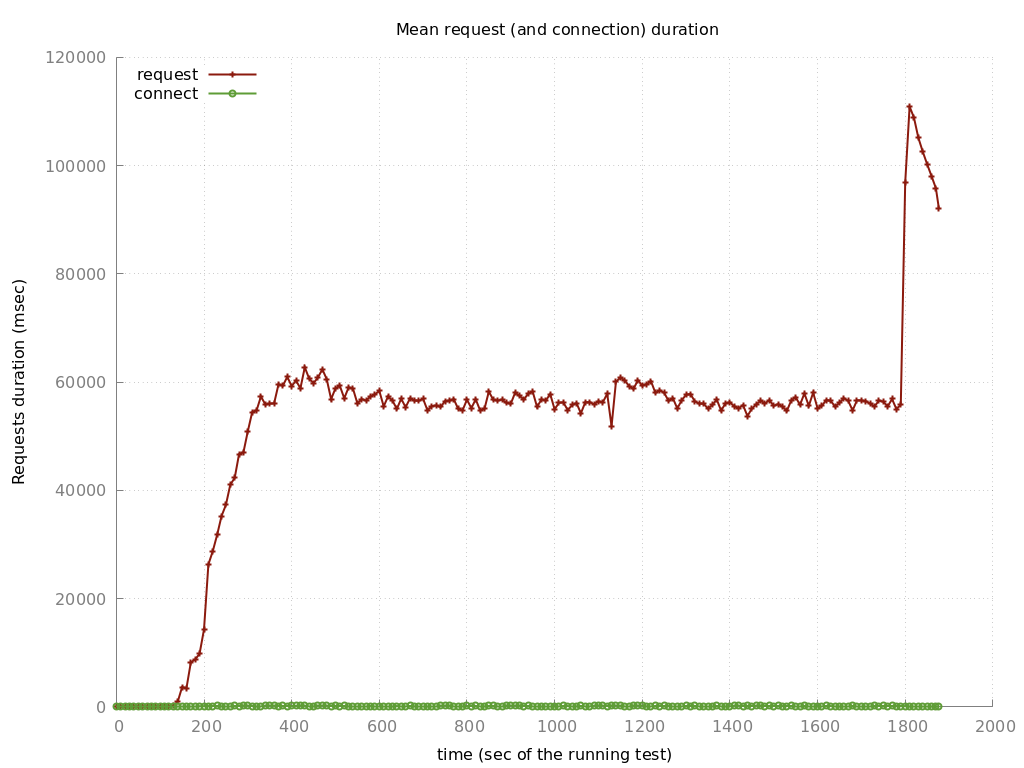 Mean request (and connection) duration
120000
100000
80000
60000
40000
20000
0
request
connect
Requests duration (msec)
0 200 400 600 800 1000 1200 1400 1600 1800 2000
time (sec of the running test)